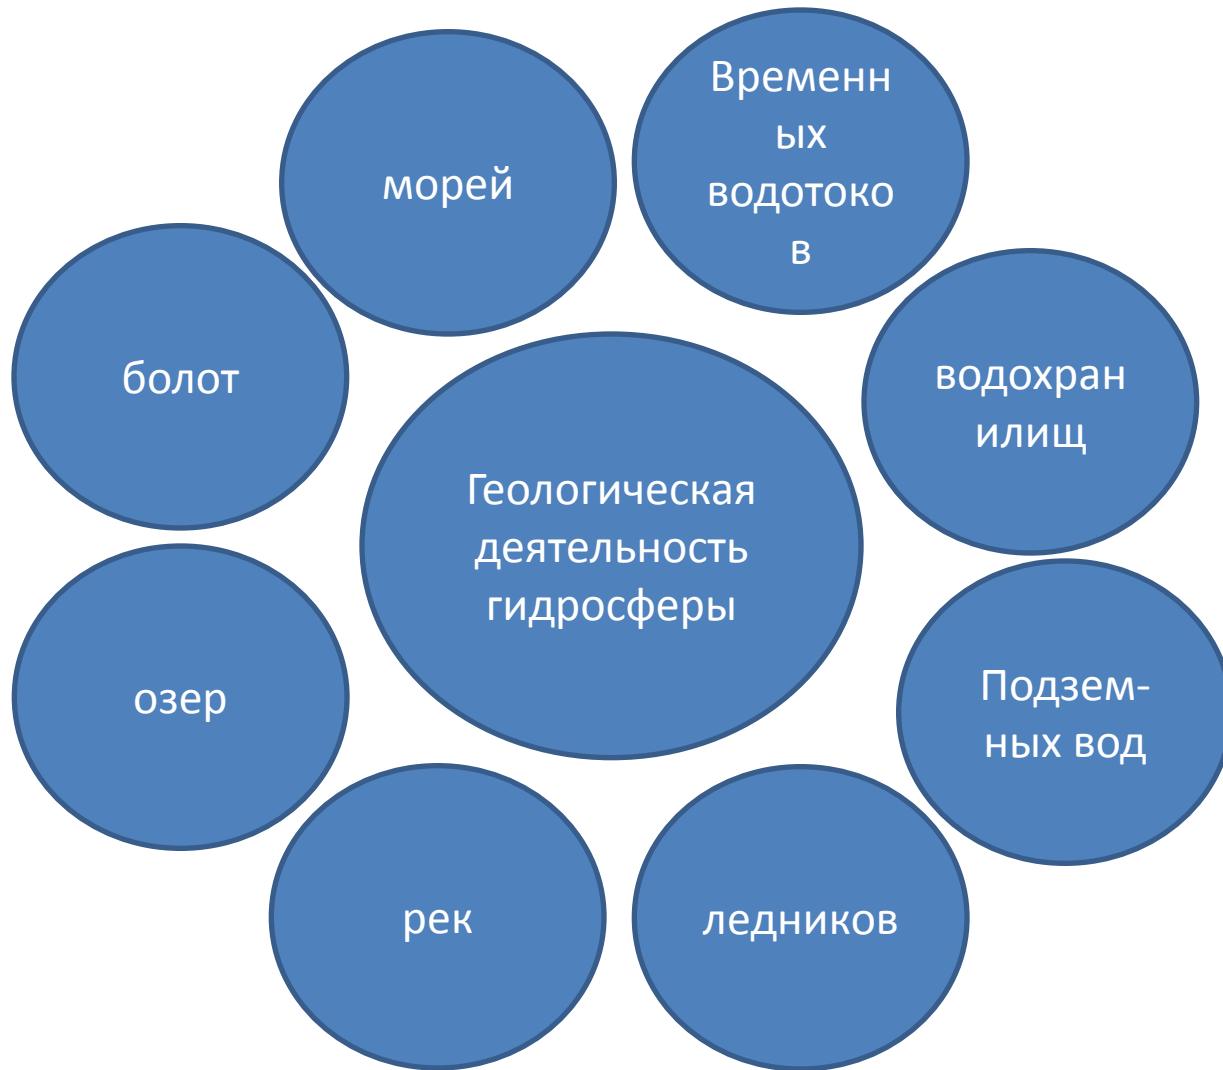 Временн
ых
водотоко
в
морей
болот
водохран
илищ
Геологическая
деятельность
гидросферы
озер
Подзем-
ных вод
рек
ледников